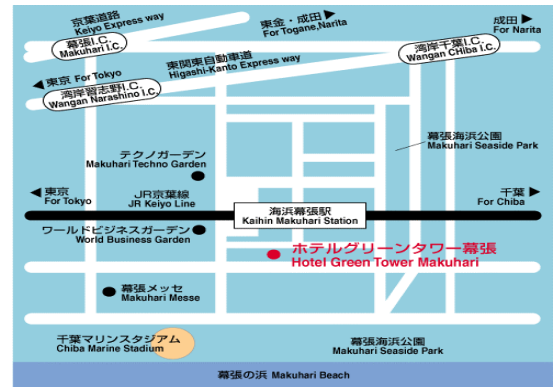 京葉道路
Keiyo Express way
幕張I.C.
Makuhari I.C.
東金・成田
For Togane,Narita
成田
For Narita
湾岸千葉I.C.
Wangan CHiba I.C.
東関東自動車道
Higashi-Kanto Express way
東京 For Tokyo
湾岸習志野I.C.
Wangan Narashino I.C.
幕張海浜公園
Makuhari Seaside Park
テクノガーデン
Makuhari Techno Garden
東京
For Tokyo
JR京葉線
JR Keiyo Line
海浜幕張駅
Kaihin Makuhari Station
千葉
For Chiba
ワールドビジネスガーデン
World Business Garden
ホテルグリーンタワー幕張
Hotel Green Tower Makuhari
幕張メッセ
Makuhari Messe
千葉マリンスタジアム
Chiba Marine Stadium
幕張海浜公園
Makuhari Seaside Park
幕張の浜 Makuhari Beach